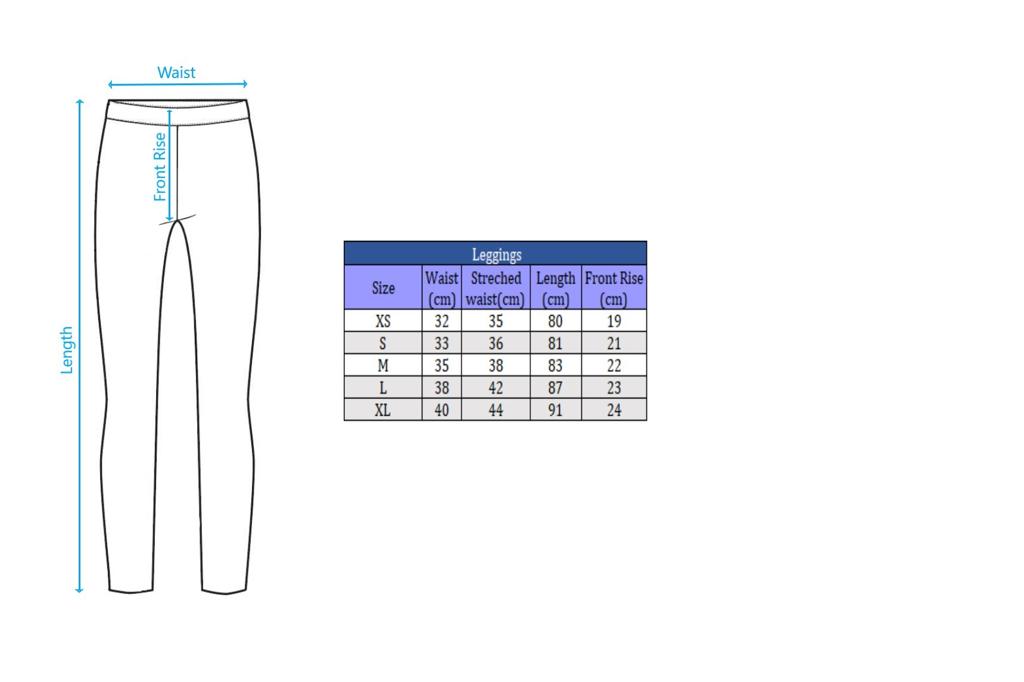 Waist
Front Rise
Length
Leggings
Size Waist (cm) Streched waist(cm) Length (cm) Front Rise (cm)
XS 32 35 80 19
S 33 36 81 21
M 35 38 83 22
L 38 42 87 23
XL 40 44 91 24